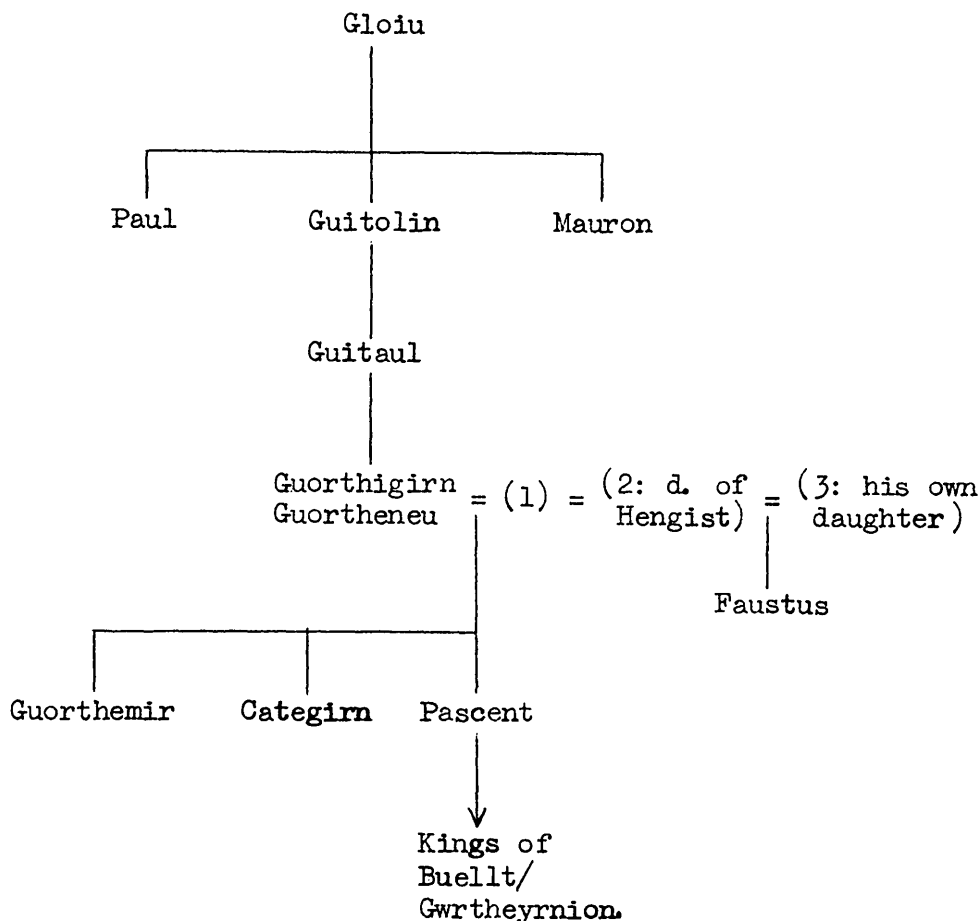 Gloiu
Paul Guitolin Mauron
Guitaul
Guorthigirn
Guortheneu = (1) = (2: d. of Hengist) = (3: his own daughter)
Faustus
Guorthemir Categirn Pascent
Kings of
Buellt/
Gwrtheyrnion.